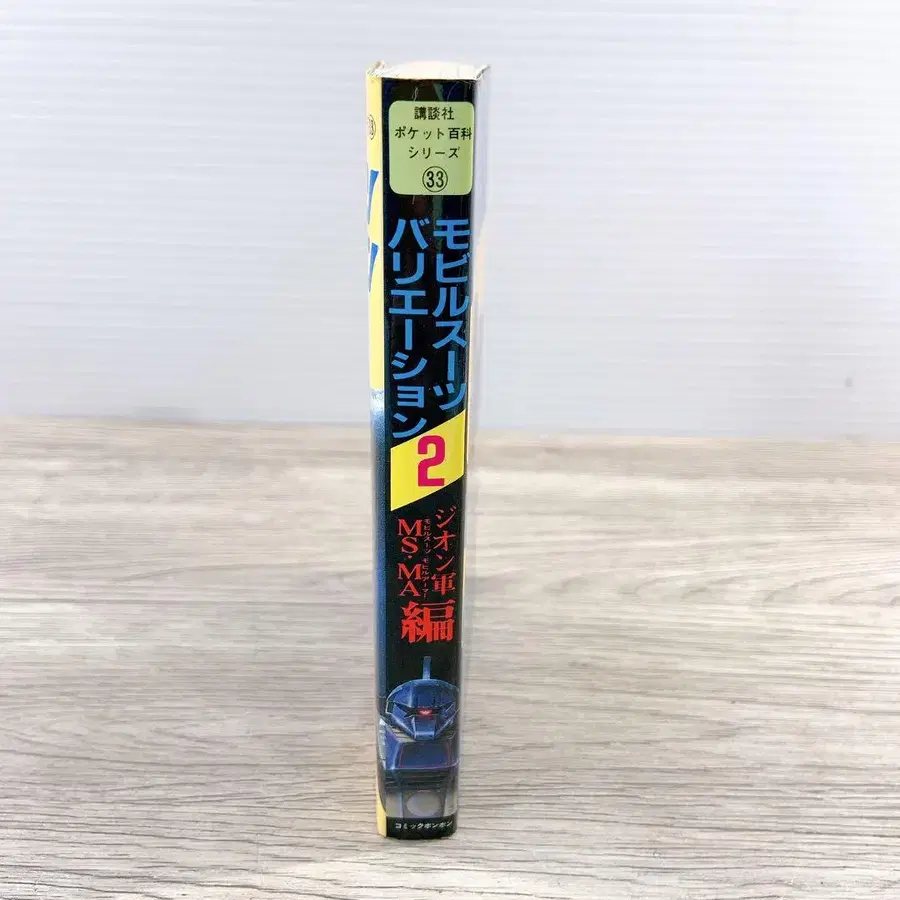 講談社
ポケット百科
シリーズ
㉝
モビルスーツ
バリエーション
2
ジオン軍
MS・MA
モビルスーツ モビルアーマー
編
コミックボンボン